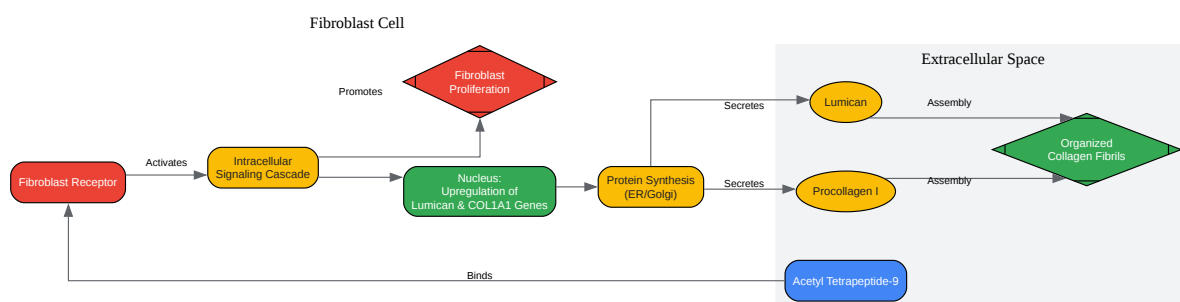 Fibroblast Cell
Extracellular Space
Fibroblast
Proliferation
Promotes
Lumican
Assembly
Secretes
Organized
Collagen Fibrils
Activates
Intracellular
Signaling Cascade
Fibroblast Receptor
Nucleus:
Upregulation of
Lumican & COL1A1 Genes
Protein Synthesis
(ER/Golgi)
Secretes
Procollagen I
Assembly
Binds
Acetyl Tetrapeptide-9